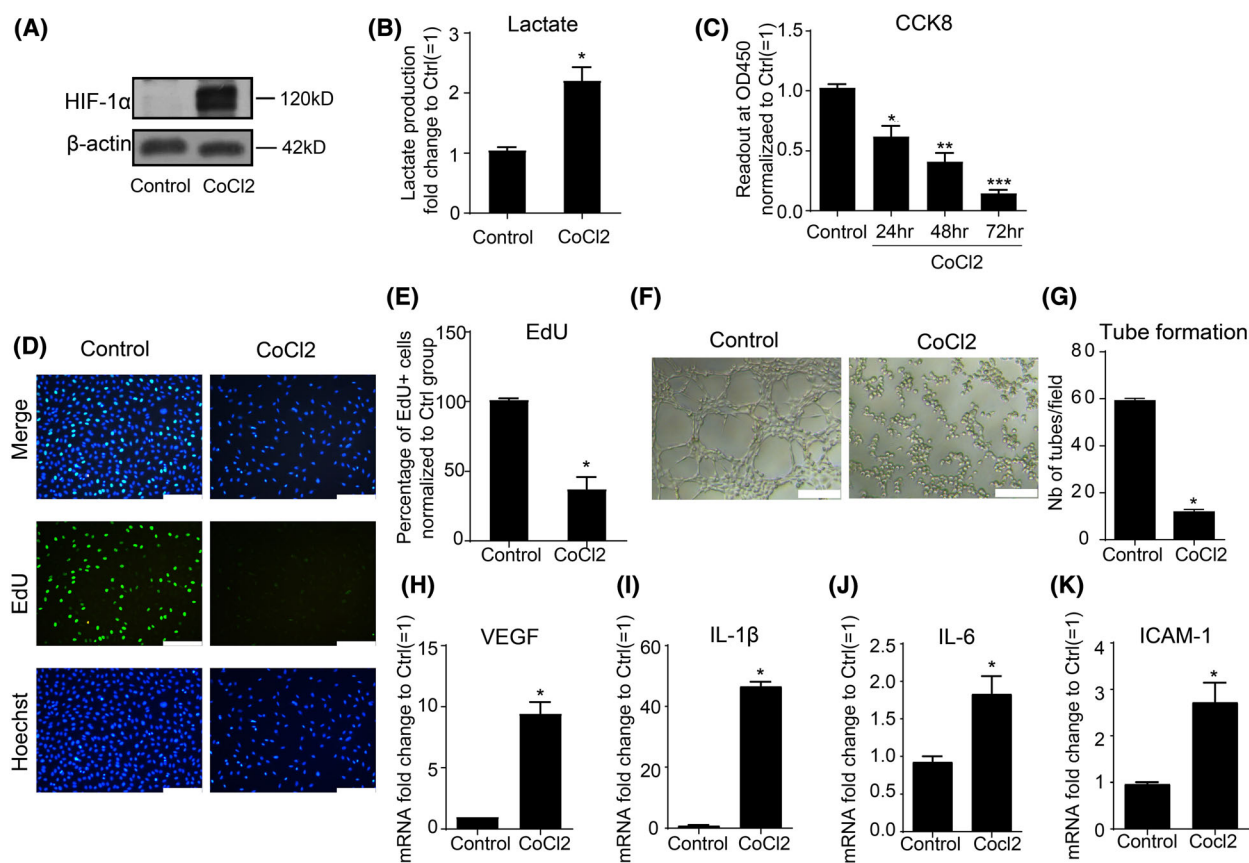 (A)
HIF-1α
120kD
β-actin
42kD
Control CoCl2
(B)
Lactate
Lactate production
fold change to Ctrl(=1)
3
2
1
0
*
Control CoCl2
(C)
CCK8
Readout at OD450
normalizaed to Ctrl(=1)
1.5
1.0
0.5
0.0
*
**
***
Control 24hr 48hr 72hr
CoCl2
(D)
Control CoCl2
Merge
EdU
Hoechst
(E)
EdU
Percentage of EdU+ cells
normalized to Ctrl group
150
100
50
0
*
Control CoCl2
(F)
Control CoCl2
(G)
Tube formation
Nb of tubes/field
80
60
40
20
0
*
Control CoCl2
(H)
VEGF
mRNA fold change to Ctrl(=1)
15
10
5
0
*
Control CoCl2
(I)
IL-1β
mRNA fold change to Ctrl(=1)
60
40
20
0
*
Control CoCl2
(J)
IL-6
mRNA fold change to Ctrl(=1)
2.5
2.0
1.5
1.0
0.5
0.0
*
Control Cocl2
(K)
ICAM-1
mRNA fold change to Ctrl(=1)
4
3
2
1
0
*
Control Cocl2